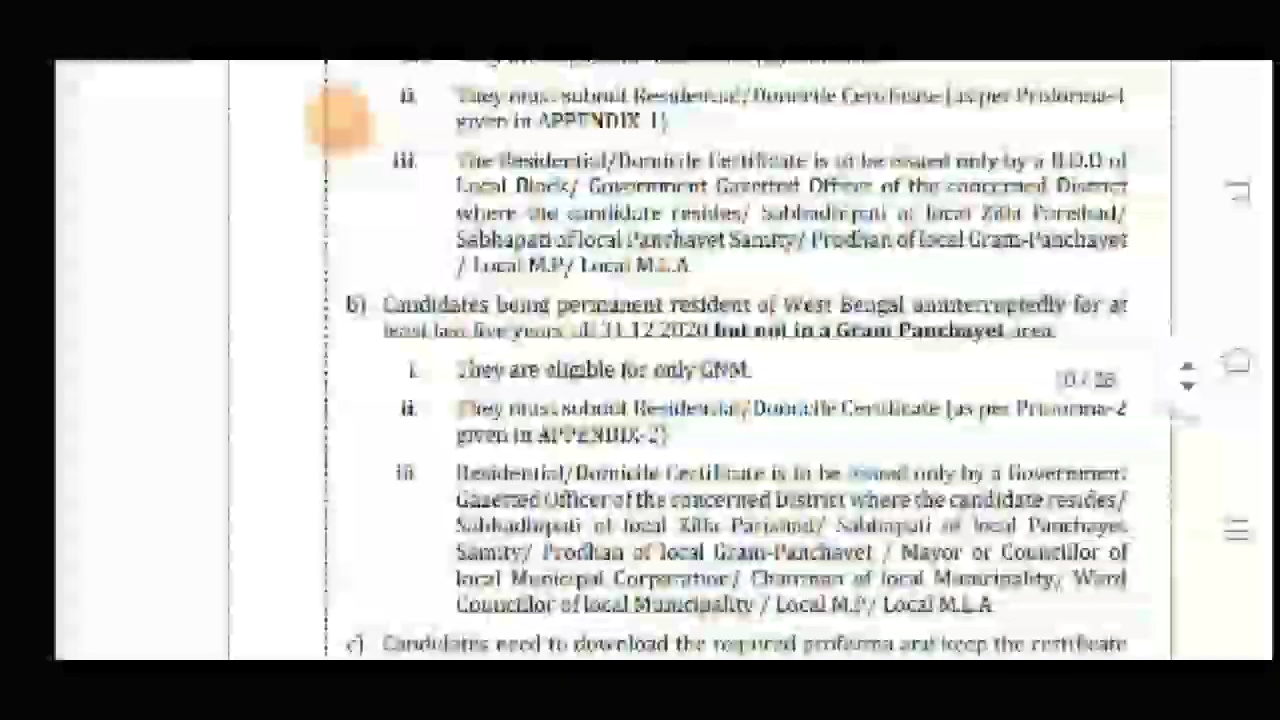 ii. They must submit Residential/Domicile Certificate (as per Proforma-1
given in APPENDIX-1)
iii. The Residential/Domicile Certificate is to be issued only by a B.D.O of
Local Block/ Government Gazetted Officer of the concerned District
where the candidate resides/ Sabhadhipati of local Zilla Parishad/
Sabhapati of local Panchayet Samity/ Prodhan of local Gram-Panchayet
/ Local M.P/ Local M.L.A
b) Candidates being permanent resident of West Bengal uninterruptedly for at
least last five years till 31.12.2020 but not in a Gram Panchayet area.
i. They are eligible for only GNM.
10 / 28
ii. They must submit Residential/Domicile Certificate (as per Proforma-2
given in APPENDIX-2)
iii. Residential/Domicile Certificate is to be issued only by a Government
Gazetted Officer of the concerned District where the candidate resides/
Sabhadhipati of local Zilla Parishad/ Sabhapati of local Panchayet
Samity/ Prodhan of local Gram-Panchayet / Mayor or Councillor of
local Municipal Corporation/ Chairman of local Municipality, Ward
Councillor of local Municipality / Local M.P/ Local M.L.A
c) Candidates need to download the required proforma and keep the certificate